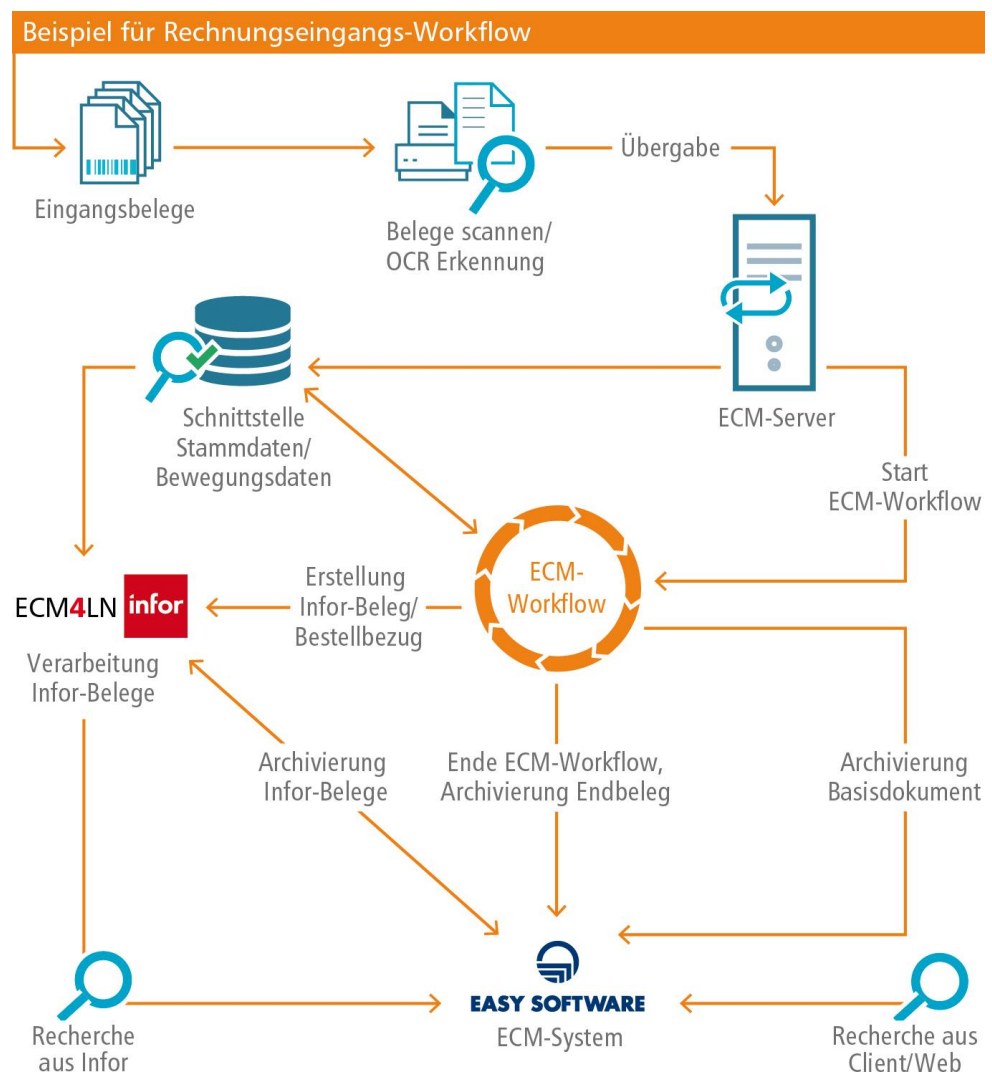 Beispiel für Rechnungseingangs-Workflow
Eingangsbelege
Belege scannen/
OCR Erkennung
Übergabe
ECM-Server
Schnittstelle
Stammdaten/
Bewegungsdaten
Start
ECM-Workflow
ECM-
Workflow
Erstellung
Infor-Beleg/
Bestellbezug
ECM4LN infor
Verarbeitung
Infor-Belege
Archivierung
Infor-Belege
Ende ECM-Workflow,
Archivierung Endbeleg
Archivierung
Basisdokument
EASY SOFTWARE
ECM-System
Recherche
aus Infor
Recherche aus
Client/Web